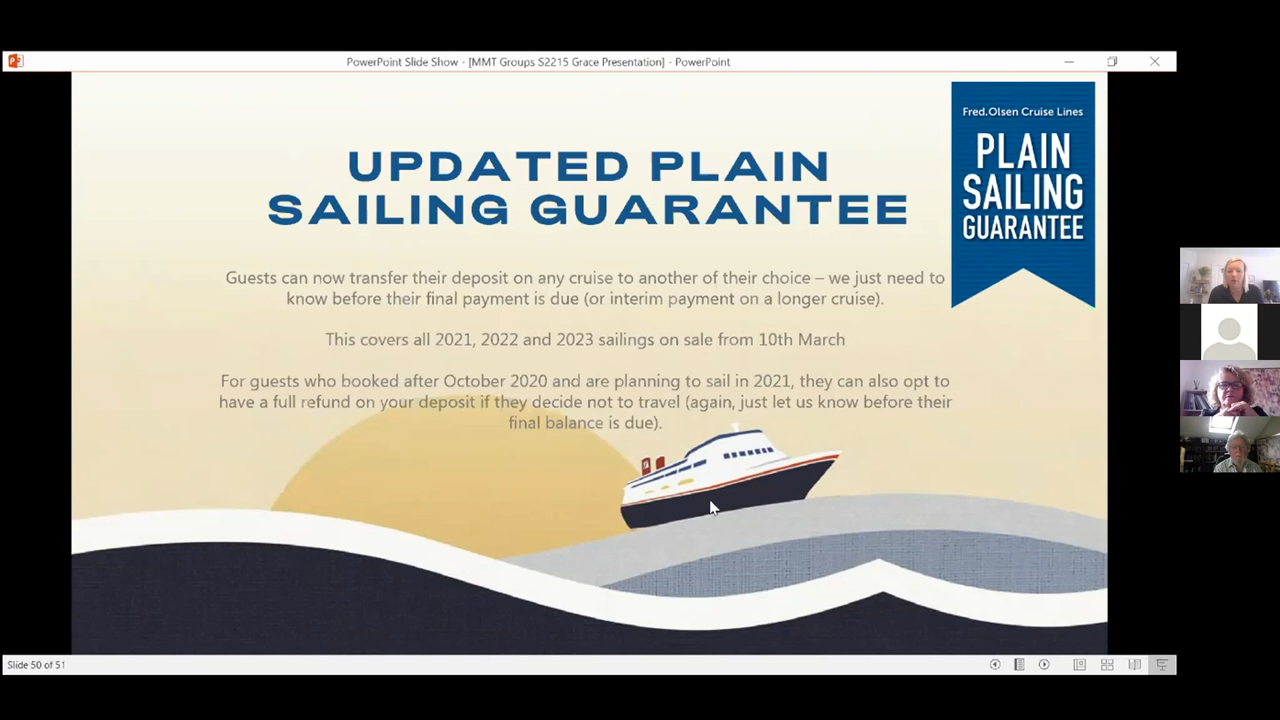 PowerPoint Slide Show - [MMT Groups S2215 Grace Presentation] - PowerPoint
Fred.Olsen Cruise Lines
PLAIN
SAILING
GUARANTEE
UPDATED PLAIN
SAILING GUARANTEE
Guests can now transfer their deposit on any cruise to another of their choice – we just need to
know before their final payment is due (or interim payment on a longer cruise).
This covers all 2021, 2022 and 2023 sailings on sale from 10th March
For guests who booked after October 2020 and are planning to sail in 2021, they can also opt to
have a full refund on your deposit if they decide not to travel (again, just let us know before their
final balance is due).
Slide 50 of 51